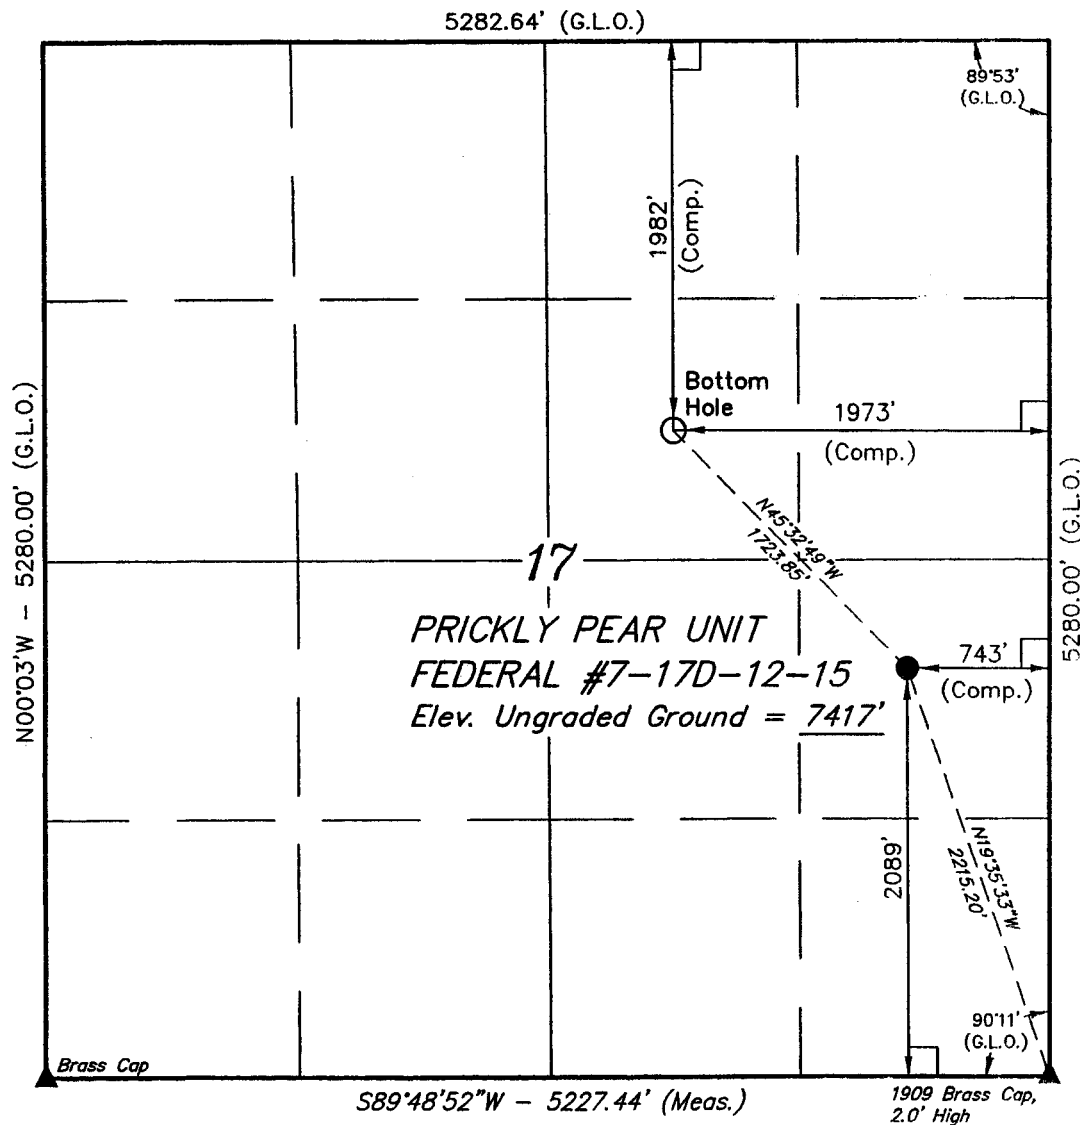 5282.64' (G.L.O.)
89°53'
(G.L.O.)
1982'
(Comp.)
Bottom
Hole
1973'
(Comp.)
N00°03'W - 5280.00' (G.L.O.)
5280.00' (G.L.O.)
N45°32'49"W
1723.85'
17
PRICKLY PEAR UNIT
FEDERAL #7-17D-12-15
Elev. Ungraded Ground = 7417'
743'
(Comp.)
2089'
N19°35'33"W
2215.20'
90°11'
(G.L.O.)
Brass Cap
S89°48'52"W - 5227.44' (Meas.)
1909 Brass Cap,
2.0' High